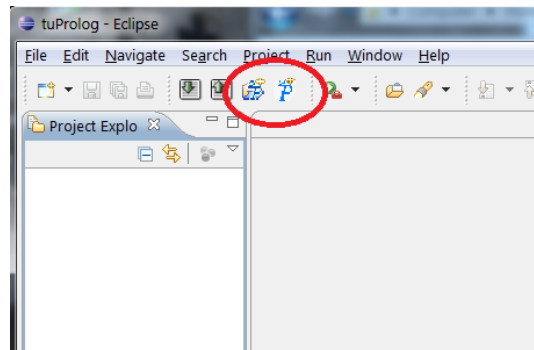 tuProlog - Eclipse
File Edit Navigate Search Project Run Window Help
Project Explo